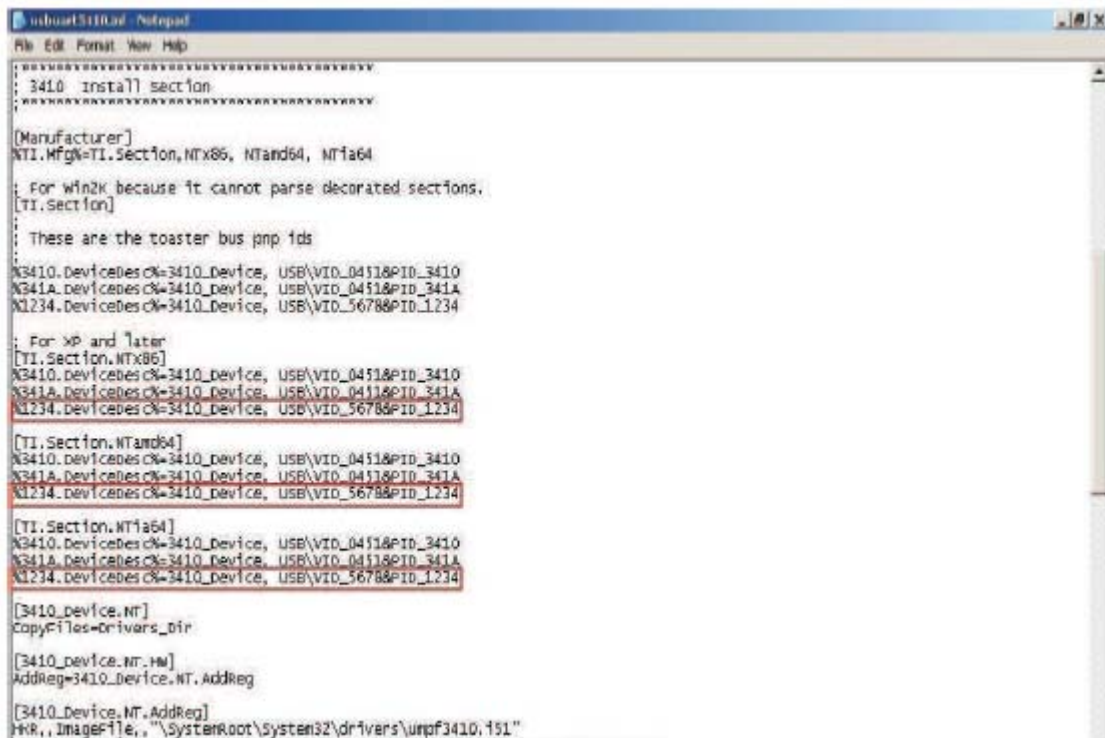 usbuart3410.inf - Notepad
File Edit Format View Help
; 3410 Install section
[Manufacturer]
%TI.Mfg%=TI.Section,NTx86, NTamd64, NTia64
; For Win2K because it cannot parse decorated sections.
[TI.Section]
;
; These are the toaster bus pnp ids
;
%3410.DeviceDesc%=3410_Device, USB\VID_0451&PID_3410
%341A.DeviceDesc%=3410_Device, USB\VID_0451&PID_341A
%1234.DeviceDesc%=3410_Device, USB\VID_5678&PID_1234
; For XP and later
[TI.Section.NTx86]
%3410.DeviceDesc%=3410_Device, USB\VID_0451&PID_3410
%341A.DeviceDesc%=3410_Device, USB\VID_0451&PID_341A
%1234.DeviceDesc%=3410_Device, USB\VID_5678&PID_1234
[TI.Section.NTamd64]
%3410.DeviceDesc%=3410_Device, USB\VID_0451&PID_3410
%341A.DeviceDesc%=3410_Device, USB\VID_0451&PID_341A
%1234.DeviceDesc%=3410_Device, USB\VID_5678&PID_1234
[TI.Section.NTia64]
%3410.DeviceDesc%=3410_Device, USB\VID_0451&PID_3410
%341A.DeviceDesc%=3410_Device, USB\VID_0451&PID_341A
%1234.DeviceDesc%=3410_Device, USB\VID_5678&PID_1234
[3410_Device.NT]
CopyFiles=Drivers_Dir
[3410_Device.NT.HW]
AddReg=3410_Device.NT.AddReg
[3410_Device.NT.AddReg]
HKR,,ImageFile,,"\SystemRoot\System32\drivers\umpf3410.i51"